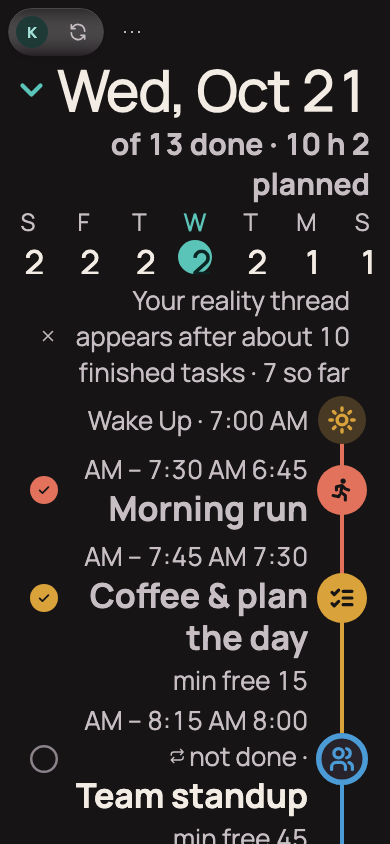 K
...
Wed, Oct 21
of 13 done · 10 h 2
planned
S F T W T M S
2 2 2 2 2 1 1
Your reality thread
appears after about 10
finished tasks · 7 so far
Wake Up · 7:00 AM
AM – 7:30 AM 6:45
Morning run
AM – 7:45 AM 7:30
Coffee & plan
the day
min free 15
AM – 8:15 AM 8:00
not done ·
Team standup
min free 45